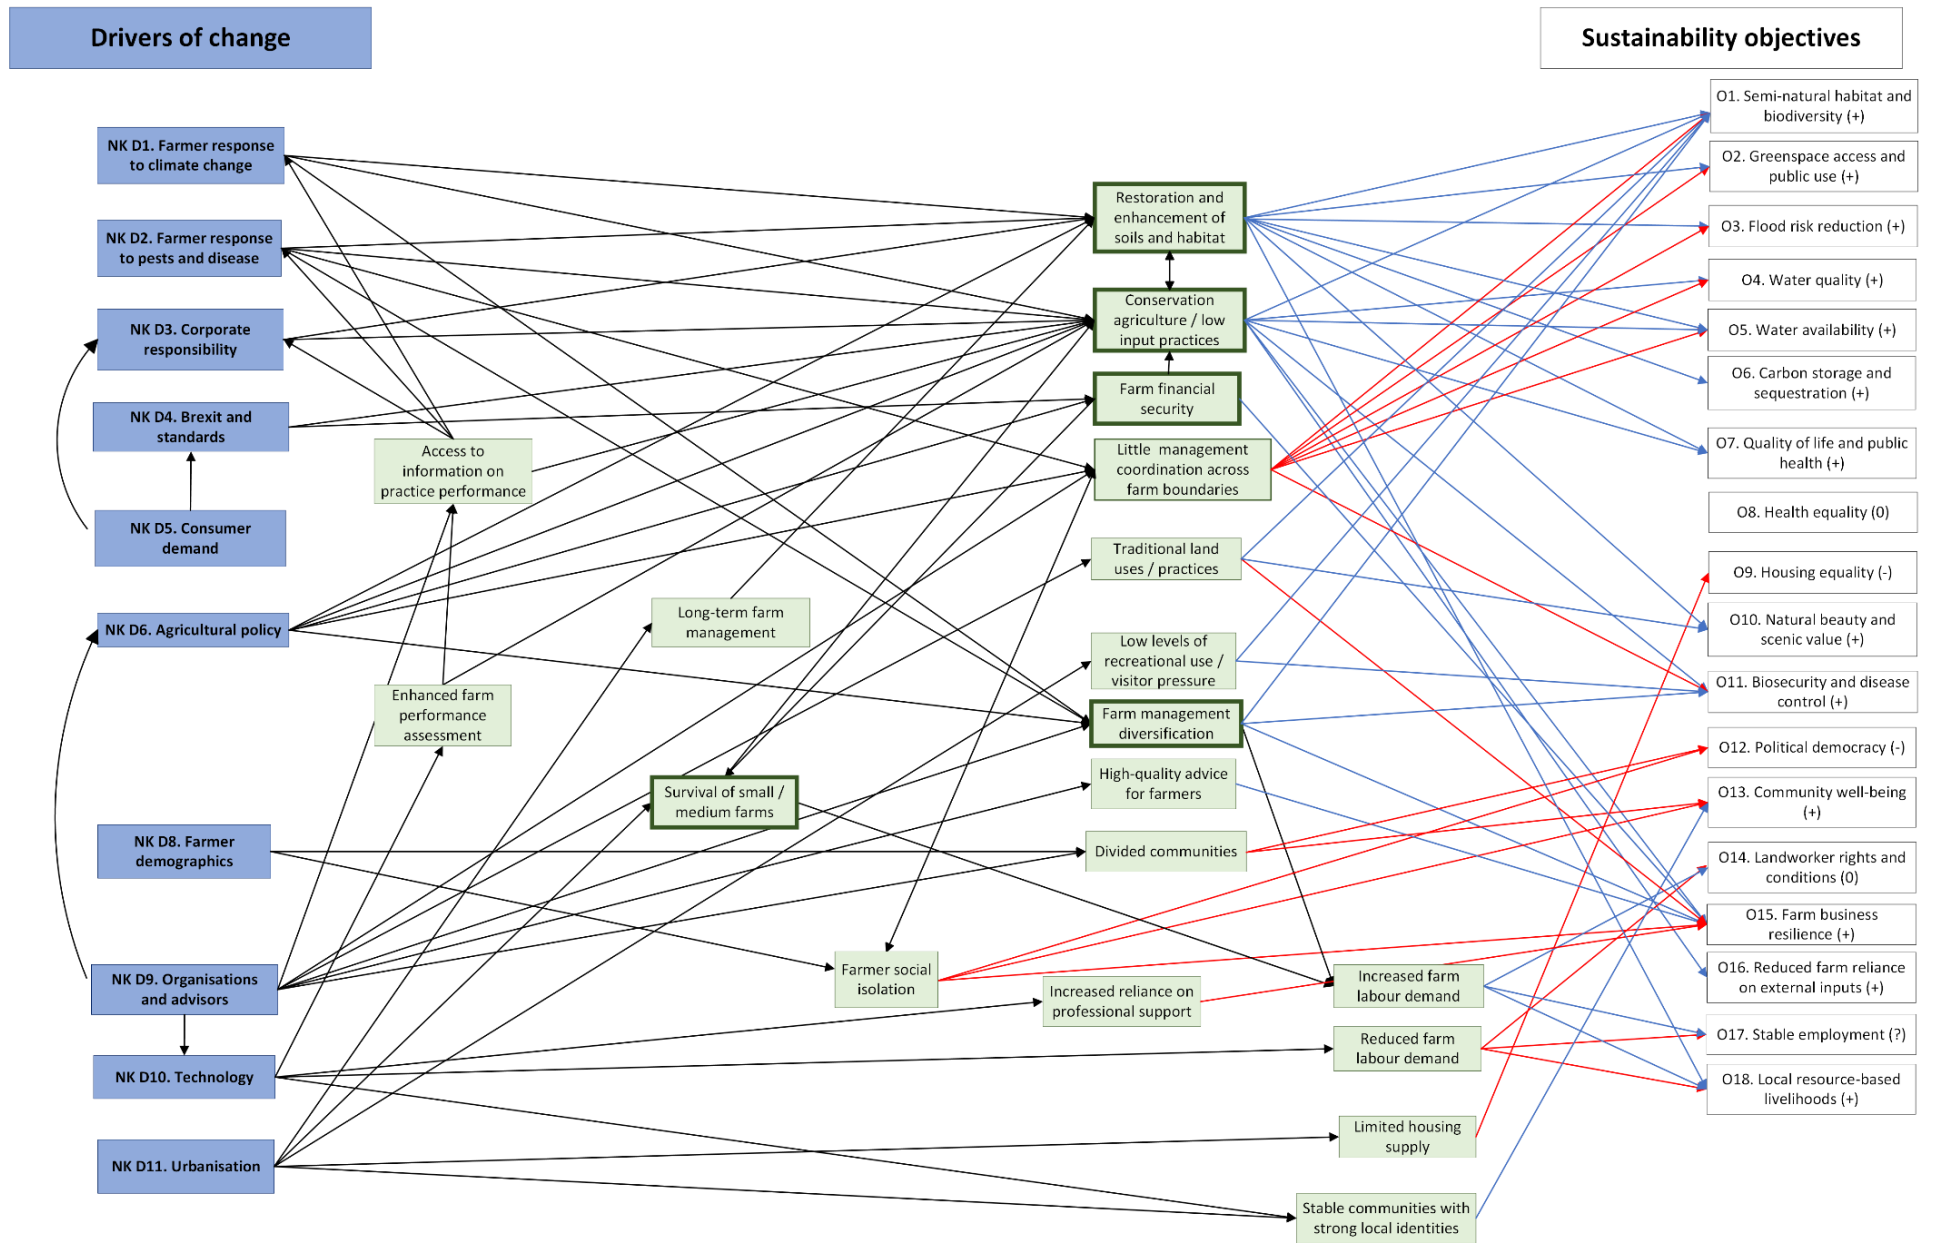 Drivers of change
Sustainability objectives
NK D1. Farmer response
to climate change
NK D2. Farmer response
to pests and disease
NK D3. Corporate
responsibility
NK D4. Brexit and
standards
NK D5. Consumer
demand
NK D6. Agricultural policy
NK D8. Farmer
demographics
NK D9. Organisations
and advisors
NK D10. Technology
NK D11. Urbanisation
Access to
information on
practice performance
Enhanced farm
performance
assessment
Long-term farm
management
Survival of small /
medium farms
Farmer social
isolation
Restoration and
enhancement of
soils and habitat
Conservation
agriculture / low
input practices
Farm financial
security
Little management
coordination across
farm boundaries
Traditional land
uses / practices
Low levels of
recreational use /
visitor pressure
Farm management
diversification
High-quality advice
for farmers
Divided communities
Increased reliance on
professional support
Increased farm
labour demand
Reduced farm
labour demand
Limited housing
supply
Stable communities with
strong local identities
O1. Semi-natural habitat and
biodiversity (+)
O2. Greenspace access and
public use (+)
O3. Flood risk reduction (+)
O4. Water quality (+)
O5. Water availability (+)
O6. Carbon storage and
sequestration (+)
O7. Quality of life and public
health (+)
O8. Health equality (0)
O9. Housing equality (-)
O10. Natural beauty and
scenic value (+)
O11. Biosecurity and disease
control (+)
O12. Political democracy (-)
O13. Community well-being
(+)
O14. Landworker rights and
conditions (0)
O15. Farm business
resilience (+)
O16. Reduced farm reliance
on external inputs (+)
O17. Stable employment (?)
O18. Local resource-based
livelihoods (+)